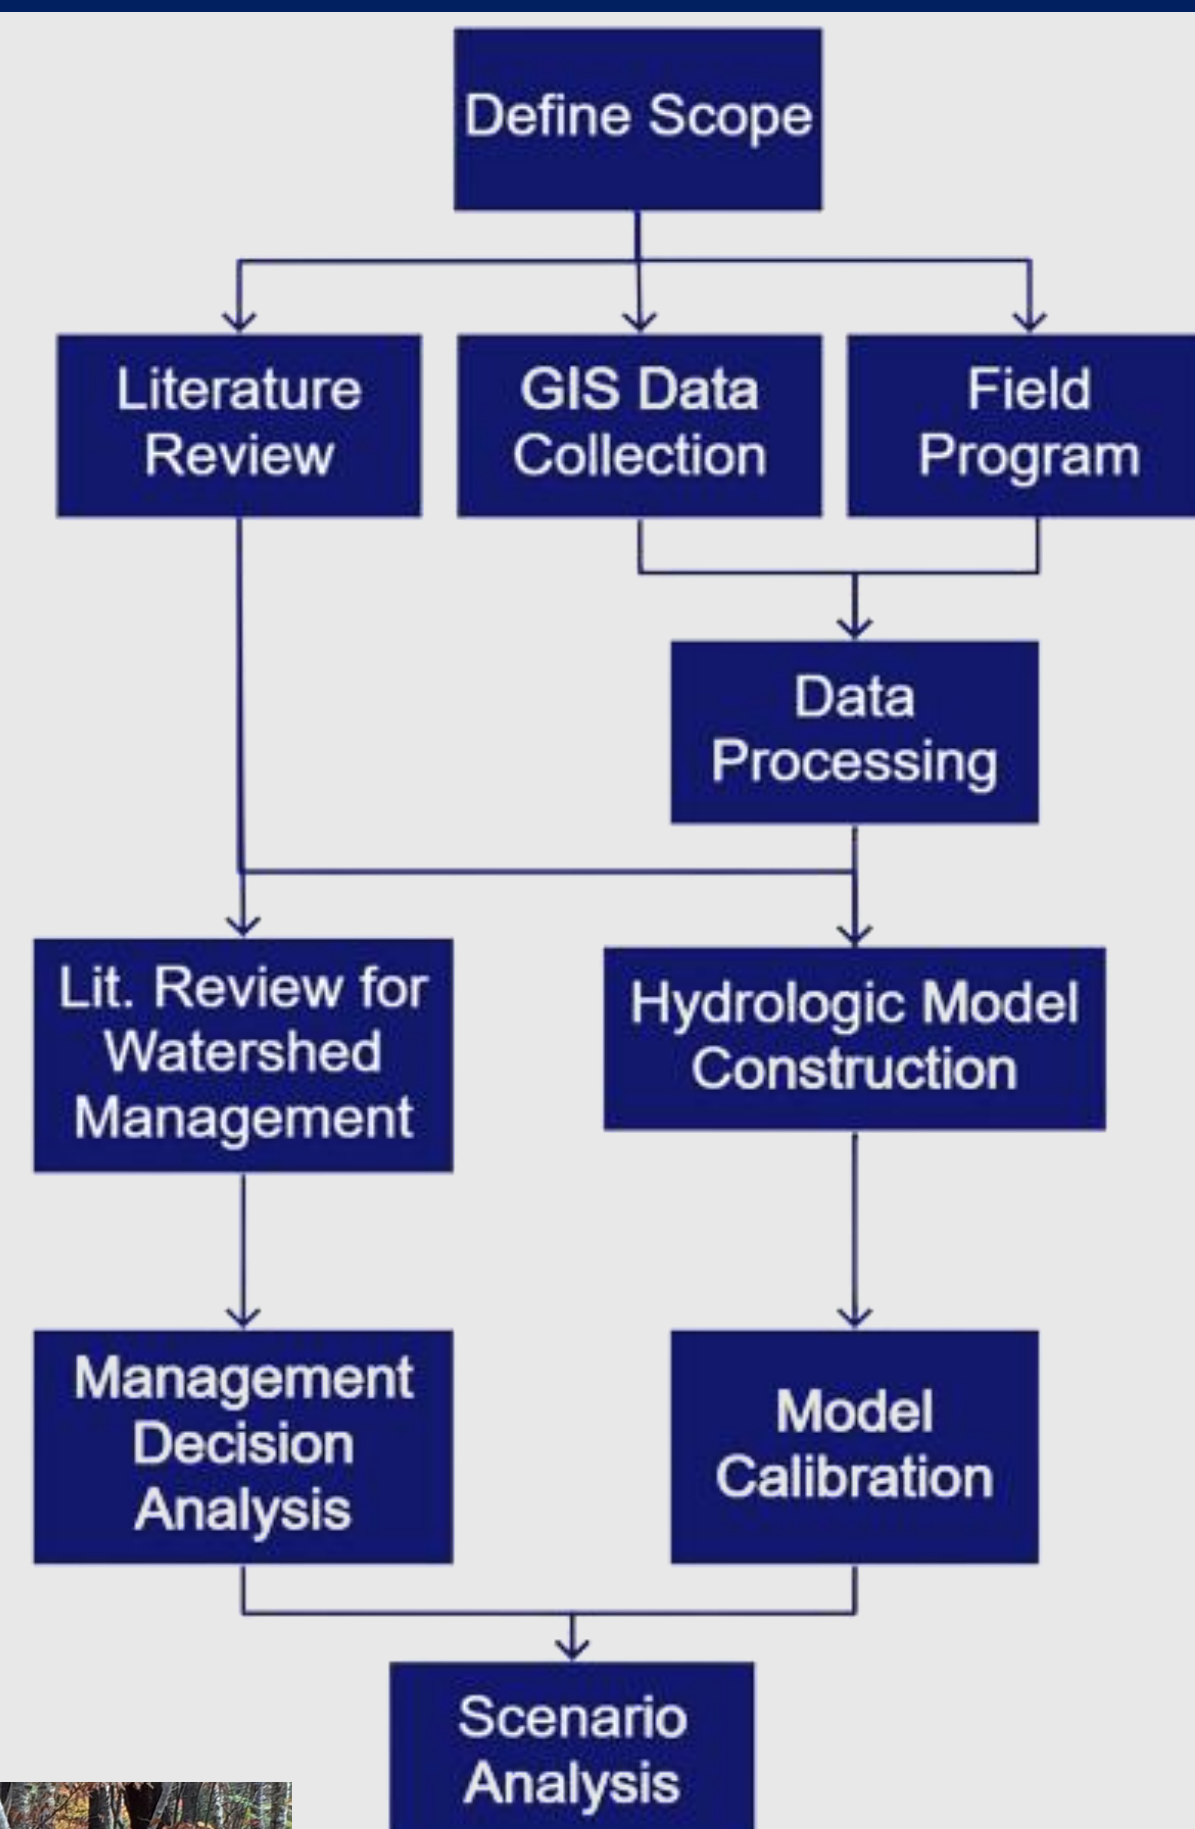 Define Scope
Literature
Review
GIS Data
Collection
Field
Program
Data
Processing
Lit. Review for
Watershed
Management
Hydrologic Model
Construction
Management
Decision
Analysis
Model
Calibration
Scenario
Analysis